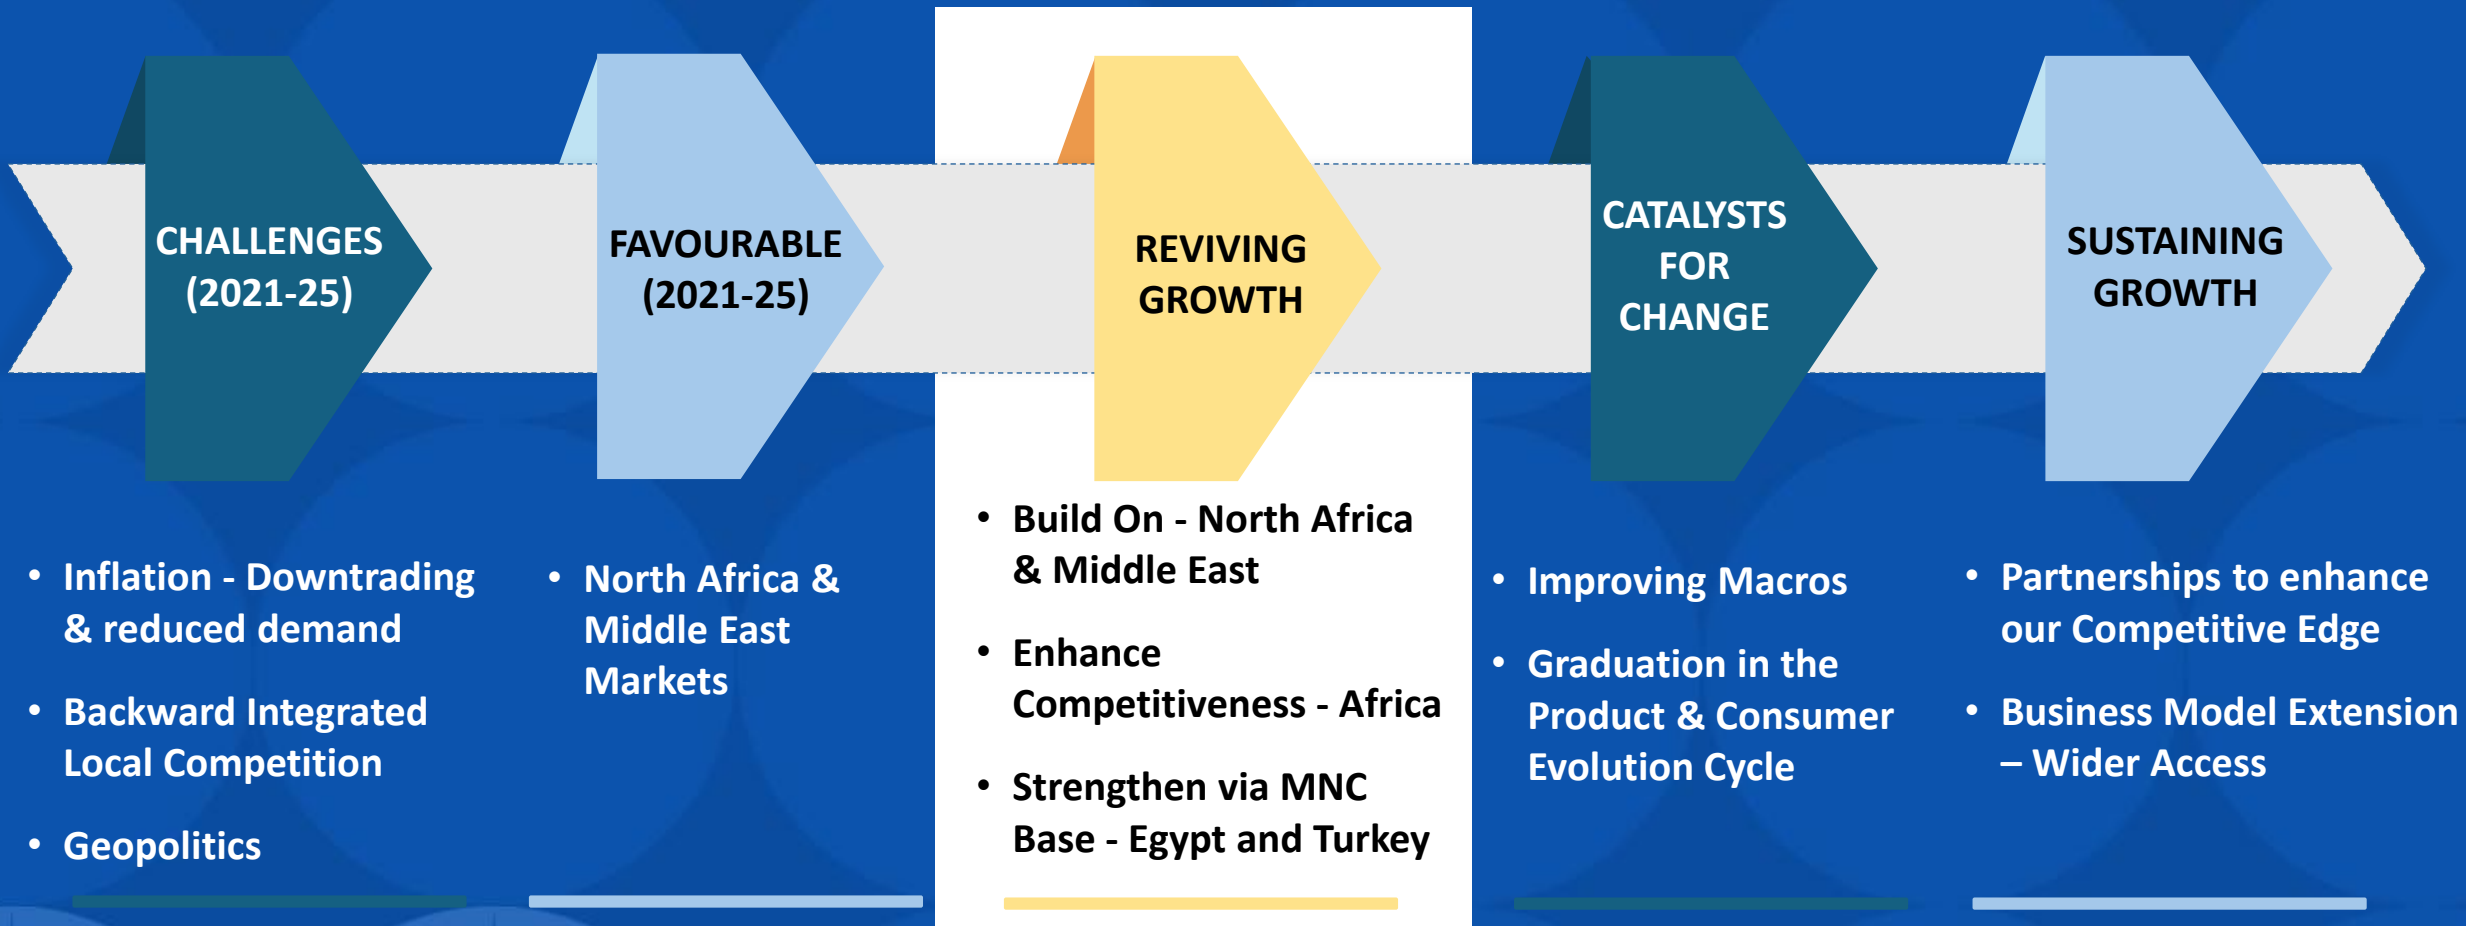 CHALLENGES
(2021-25)
• Inflation - Downtrading
& reduced demand
• Backward Integrated
Local Competition
• Geopolitics
FAVOURABLE
(2021-25)
• North Africa &
Middle East
Markets
REVIVING
GROWTH
• Build On - North Africa
& Middle East
• Enhance
Competitiveness - Africa
• Strengthen via MNC
Base - Egypt and Turkey
CATALYSTS
FOR
CHANGE
• Improving Macros
• Graduation in the
Product & Consumer
Evolution Cycle
SUSTAINING
GROWTH
• Partnerships to enhance
our Competitive Edge
• Business Model Extension
– Wider Access